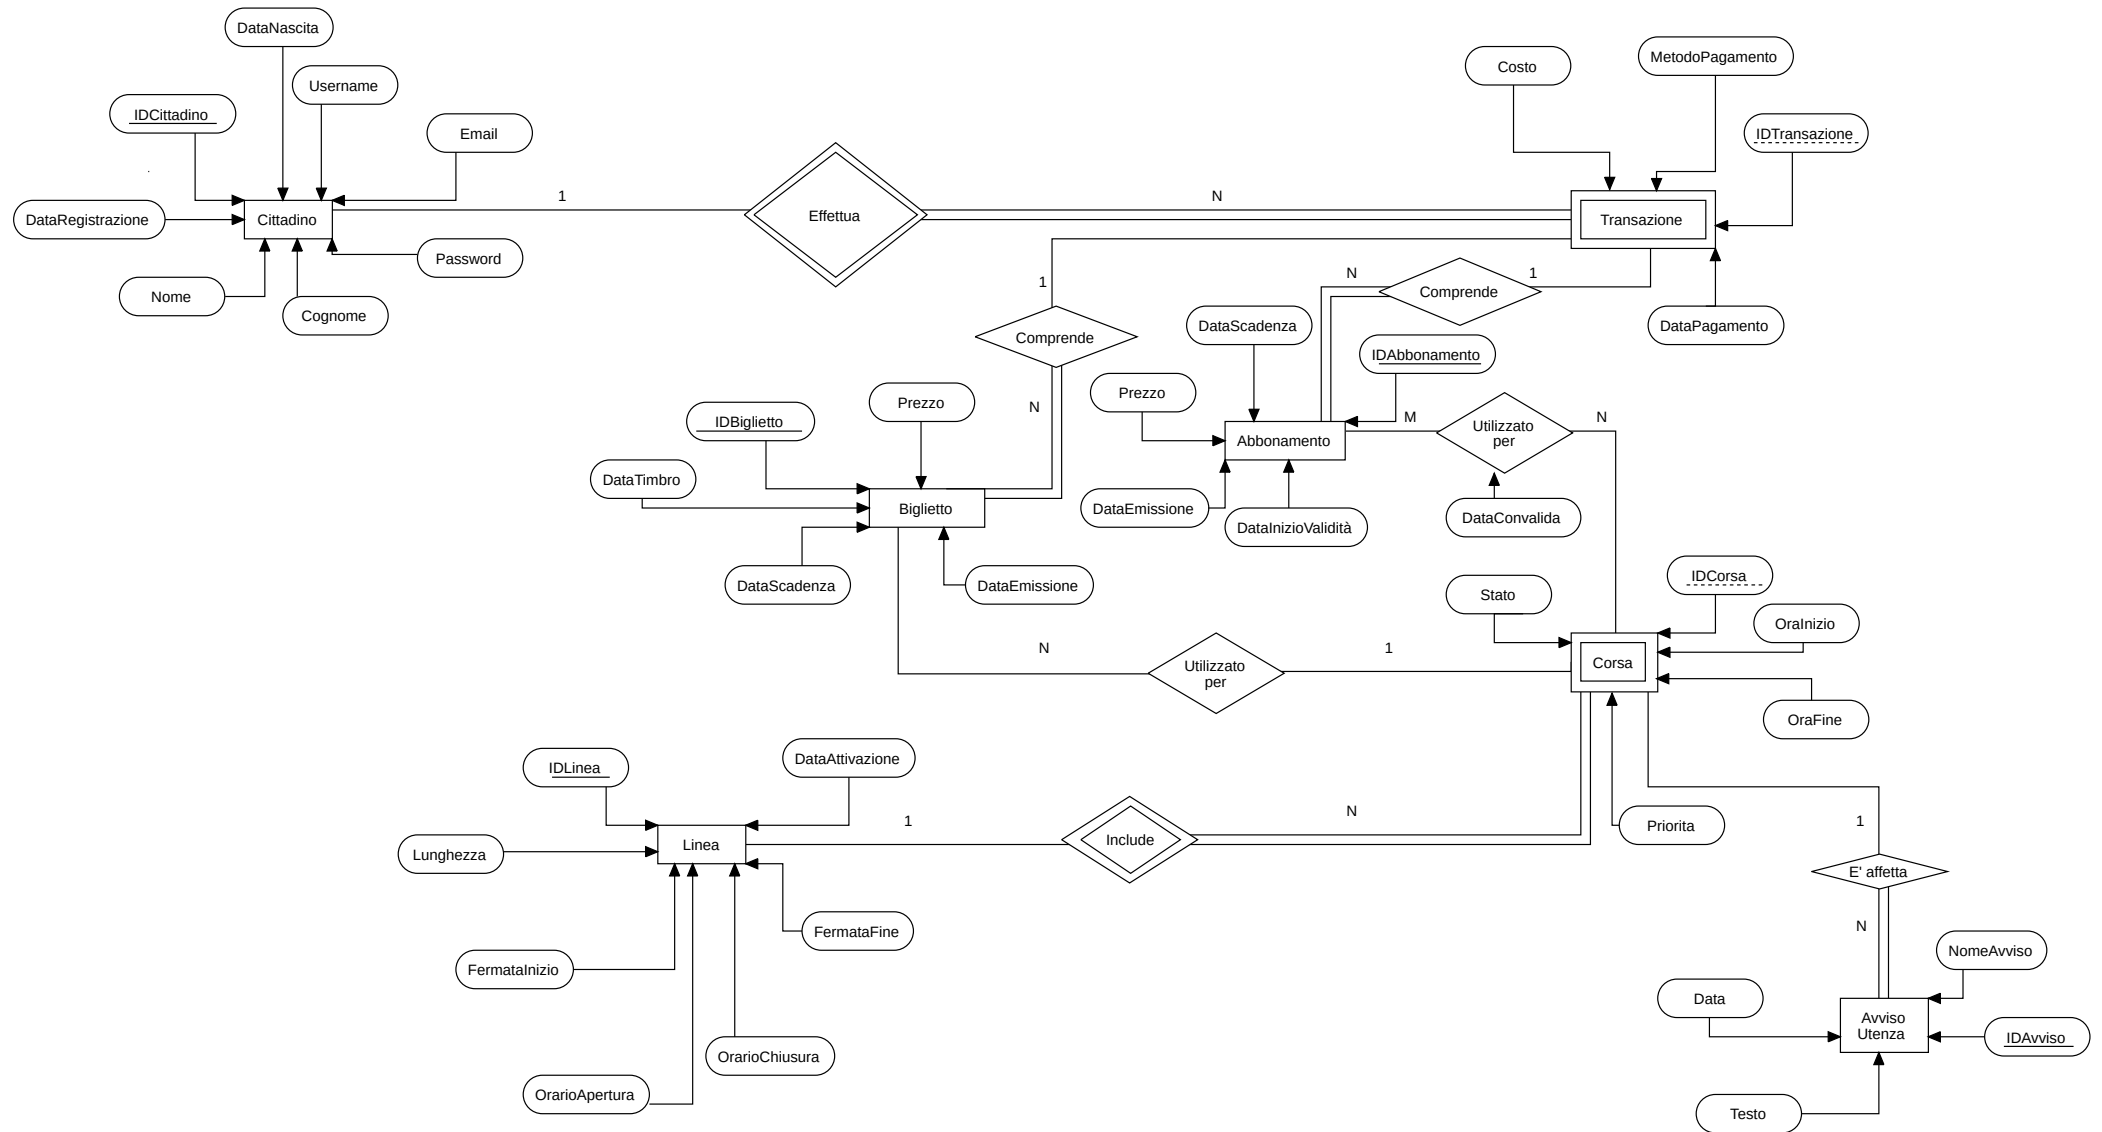 DataNascita
Username
IDCittadino
Email
DataRegistrazione
Cittadino
Password
Nome
Cognome
1
Effettua
N
Costo
MetodoPagamento
IDTransazione
Transazione
DataPagamento
1
Comprende
N
N
Comprende
1
DataScadenza
IDAbbonamento
Prezzo
Abbonamento
DataEmissione
DataInizioValidità
M
Utilizzato
per
N
DataConvalida
Prezzo
IDBiglietto
DataTimbro
Biglietto
DataScadenza
DataEmissione
N
Utilizzato
per
1
Stato
IDCorsa
OraInizio
Corsa
OraFine
Priorita
IDLinea
DataAttivazione
Lunghezza
Linea
1
Include
N
FermataFine
FermataInizio
OrarioChiusura
OrarioApertura
1
E' affetta
N
NomeAvviso
Data
Avviso
Utenza
IDAvviso
Testo